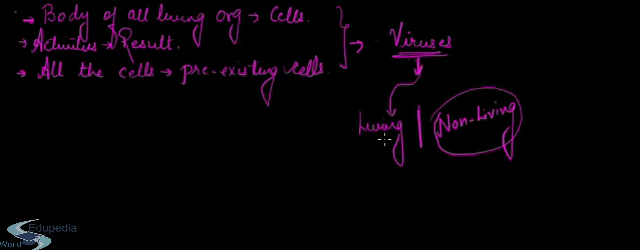 → Body of all living org → Cells.
→ Activities → Result.
→ All the cells → pre-existing cells.
→ Viruses
Living | Non-Living
Edupedia
World